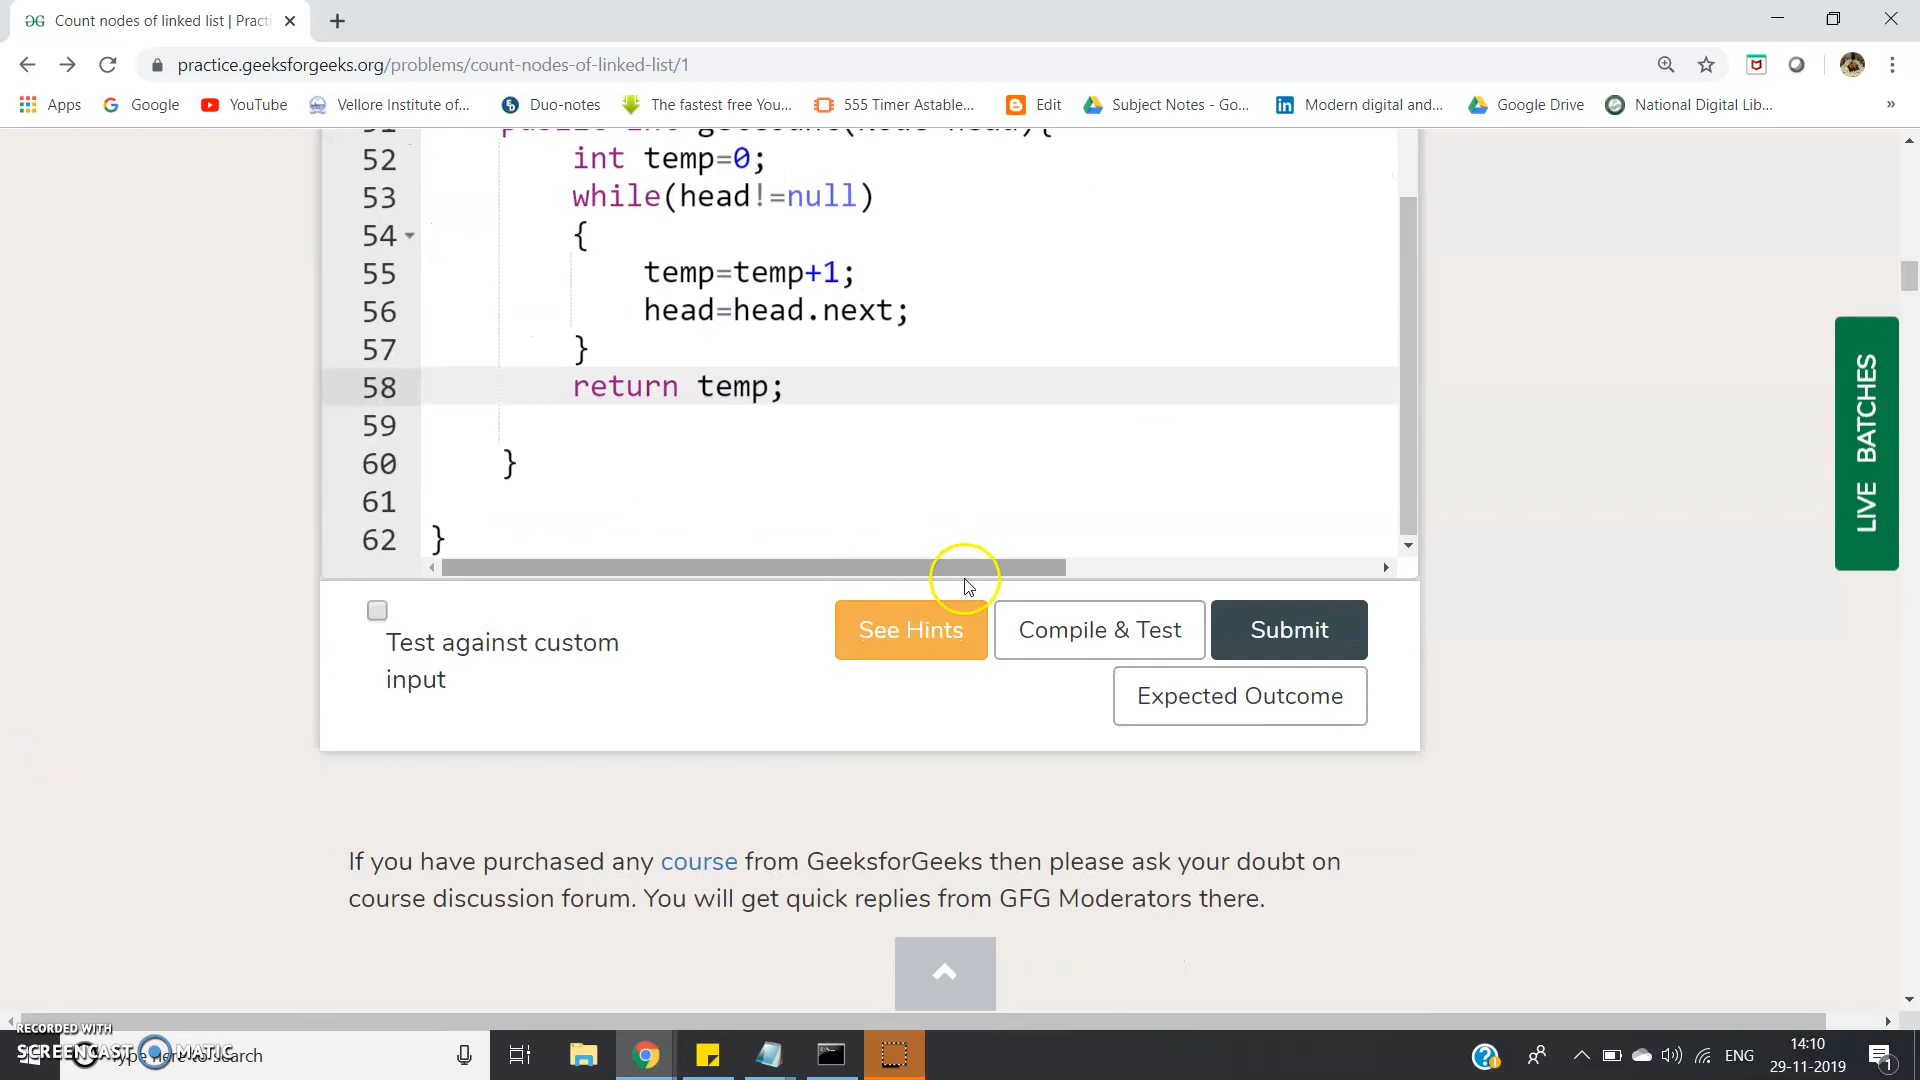 Count nodes of linked list | Practi
practice.geeksforgeeks.org/problems/count-nodes-of-linked-list/1
Apps Google YouTube Vellore Institute of... Duo-notes The fastest free You... 555 Timer Astable... Edit Subject Notes - Go... Modern digital and... Google Drive National Digital Lib... »
52 int temp=0;
53 while(head!=null)
54 {
55 temp=temp+1;
56 head=head.next;
57 }
58 return temp;
59
60 }
61
62 }
LIVE BATCHES
Test against custom
input
See Hints Compile & Test Submit
Expected Outcome
If you have purchased any course from GeeksforGeeks then please ask your doubt on
course discussion forum. You will get quick replies from GFG Moderators there.
RECORDED WITH
SCREENCAST MATIC
here to search
ENG
14:10
29-11-2019
1